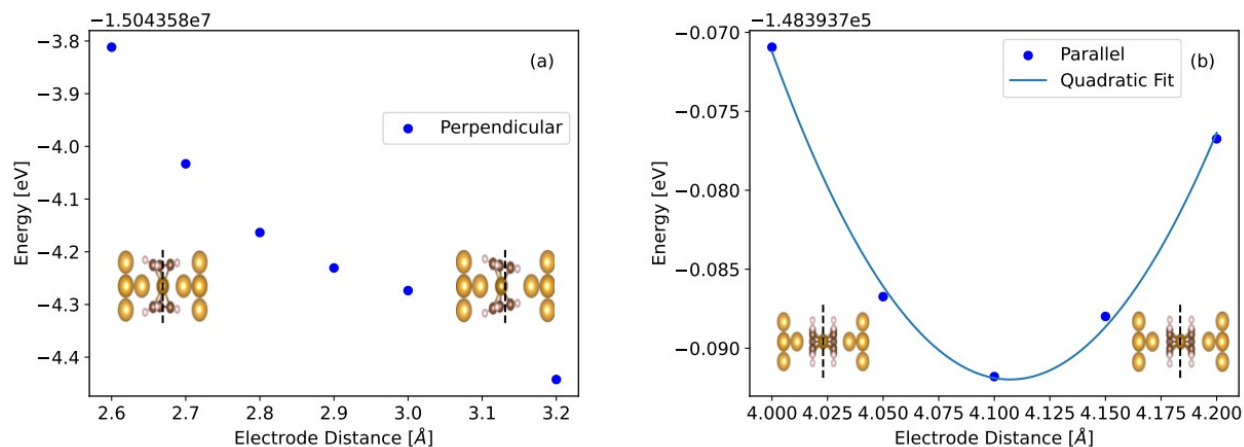 −1.504358e7
(a)
Perpendicular
Energy [eV]
−3.8
−3.9
−4.0
−4.1
−4.2
−4.3
−4.4
2.6 2.7 2.8 2.9 3.0 3.1 3.2
Electrode Distance [Å]
−1.483937e5
(b)
Parallel
Quadratic Fit
Energy [eV]
−0.070
−0.075
−0.080
−0.085
−0.090
4.000 4.025 4.050 4.075 4.100 4.125 4.150 4.175 4.200
Electrode Distance [Å]